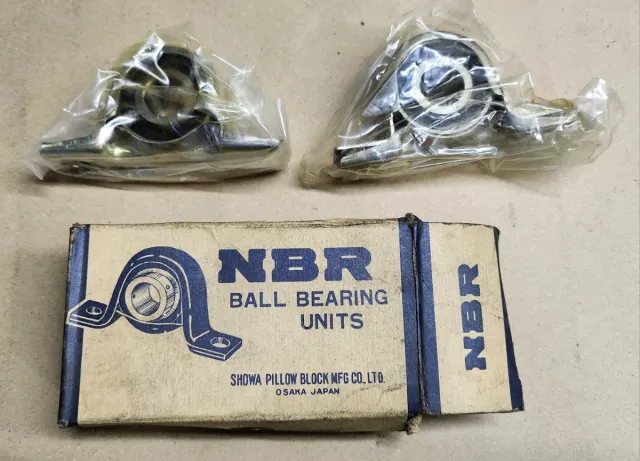 NBR
BALL BEARING
UNITS
SHOWA PILLOW BLOCK MFG CO., LTD.
OSAKA JAPAN
NBR